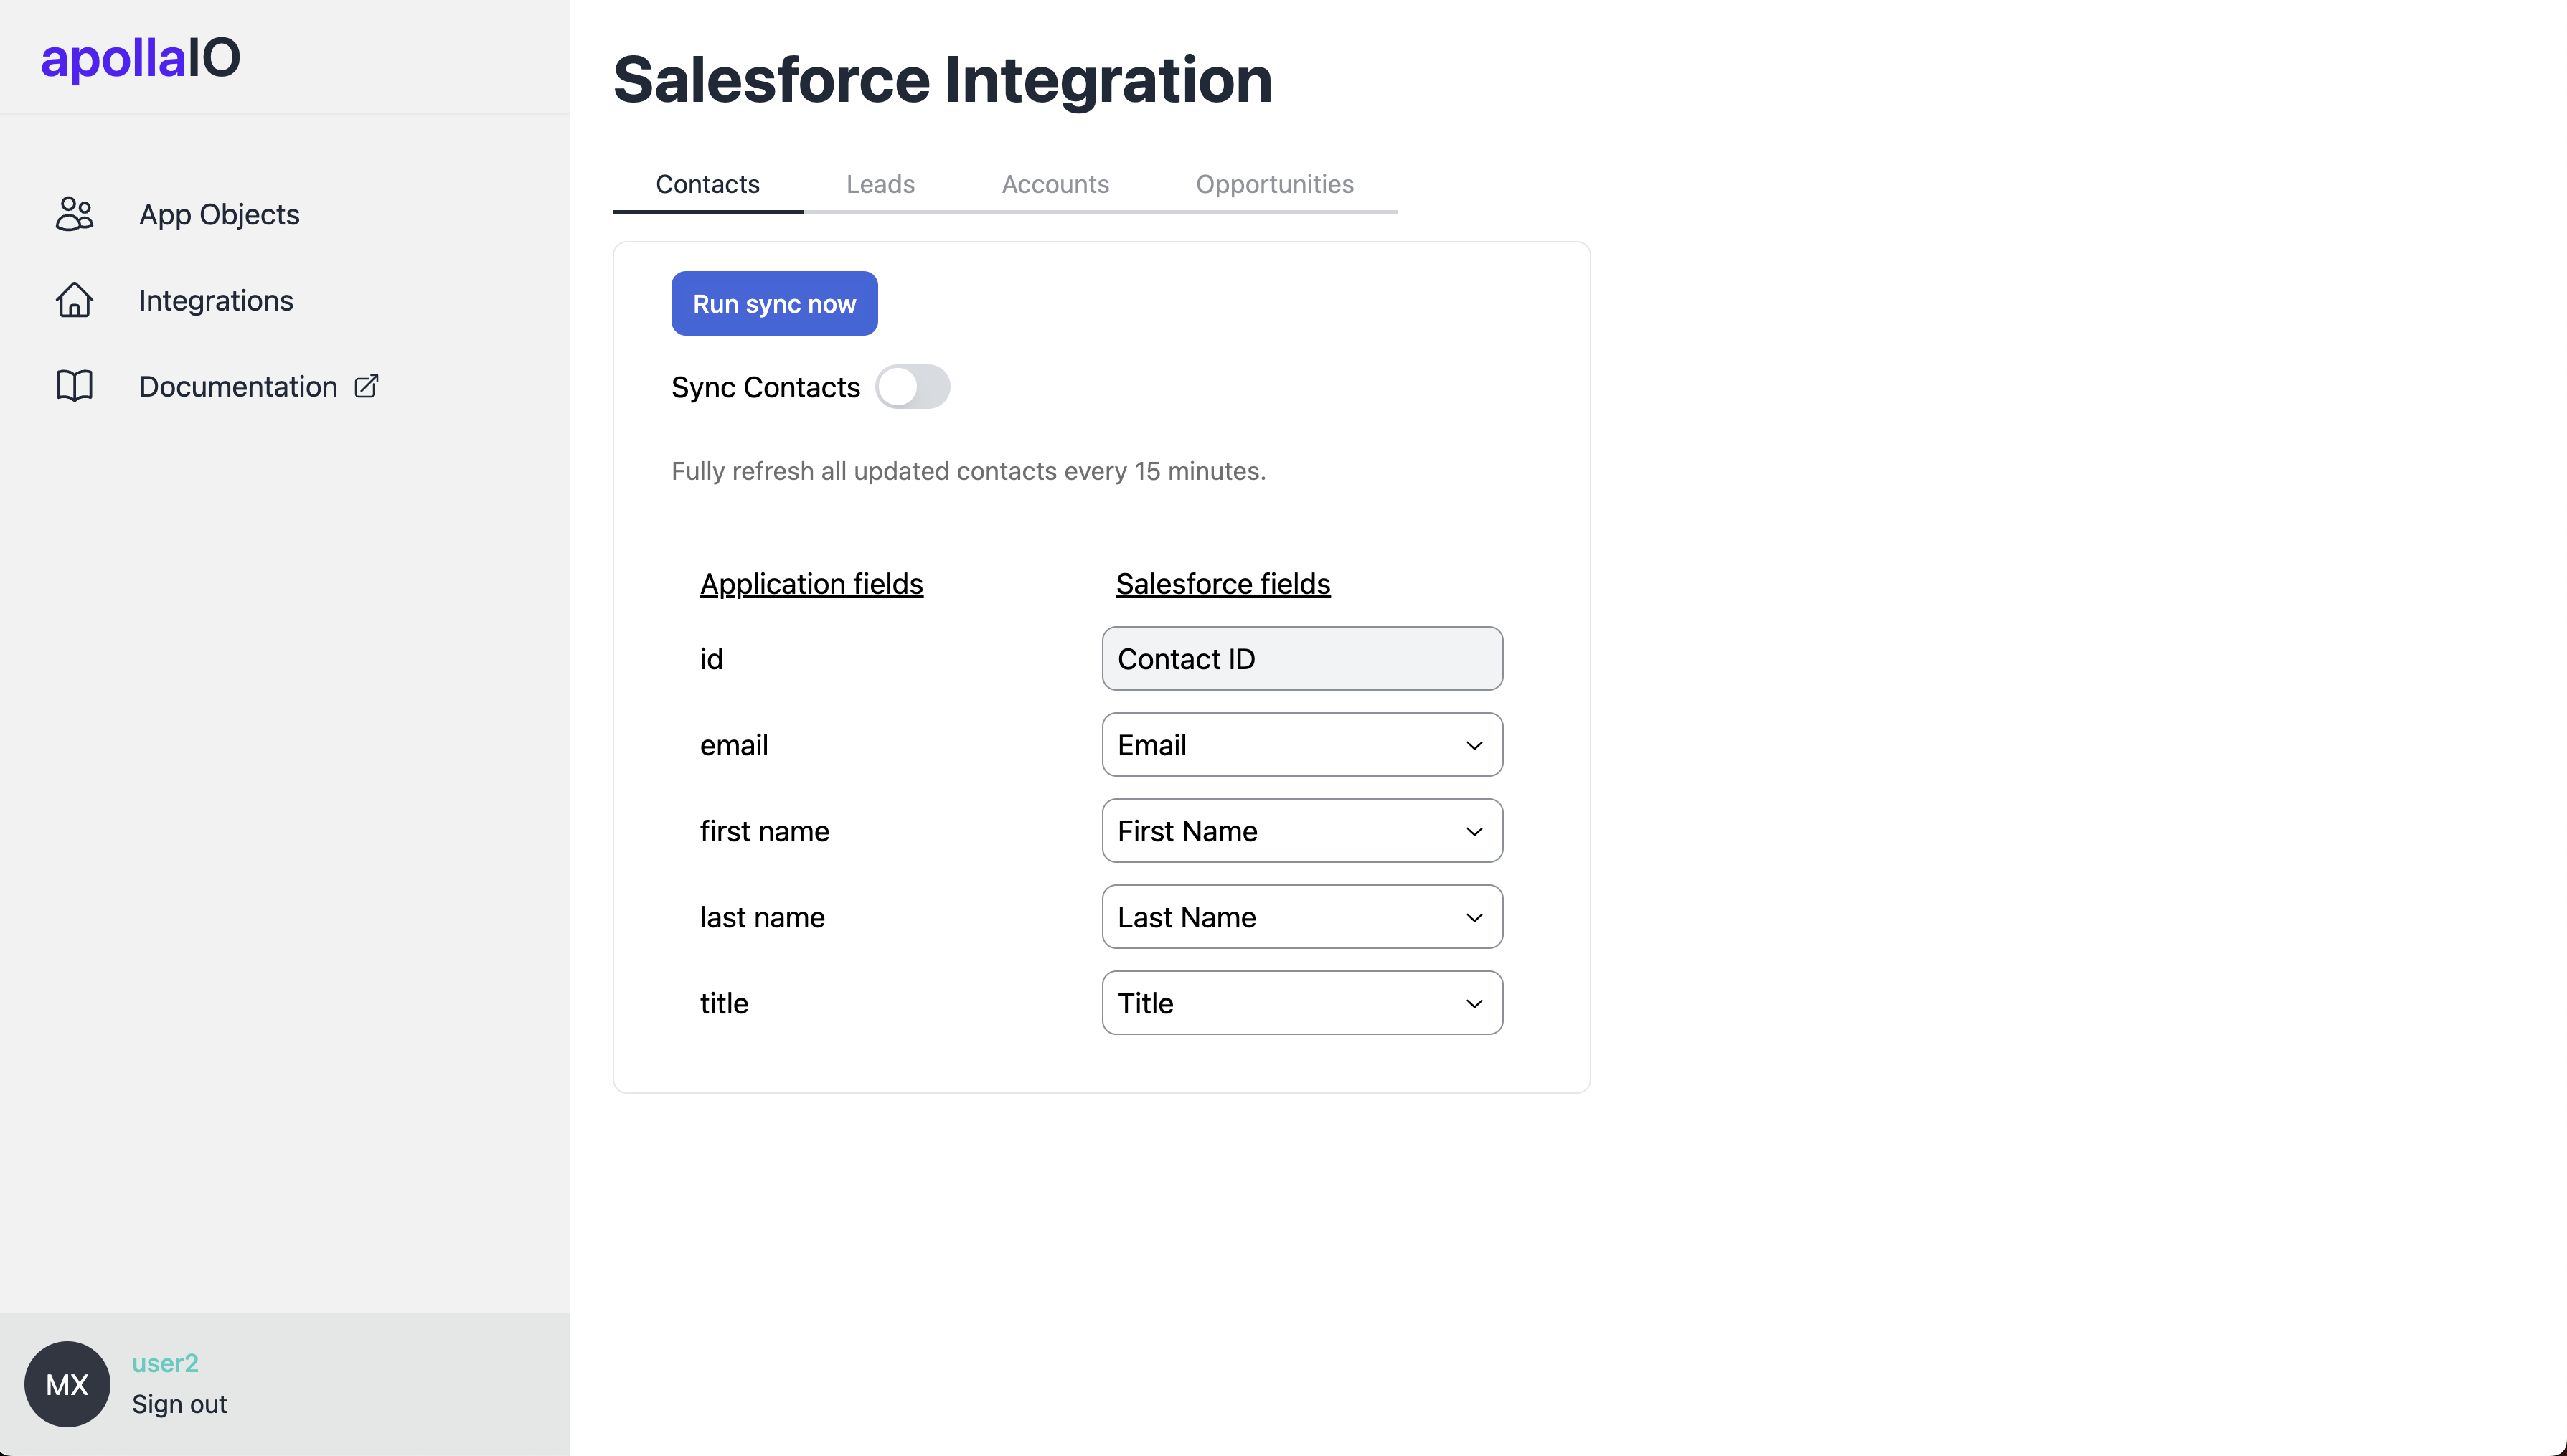 apollaIO
App Objects
Integrations
Documentation
MX
user2
Sign out
Salesforce Integration
Contacts Leads Accounts Opportunities
Run sync now
Sync Contacts
Fully refresh all updated contacts every 15 minutes.
Application fields Salesforce fields
id Contact ID
email Email
first name First Name
last name Last Name
title Title